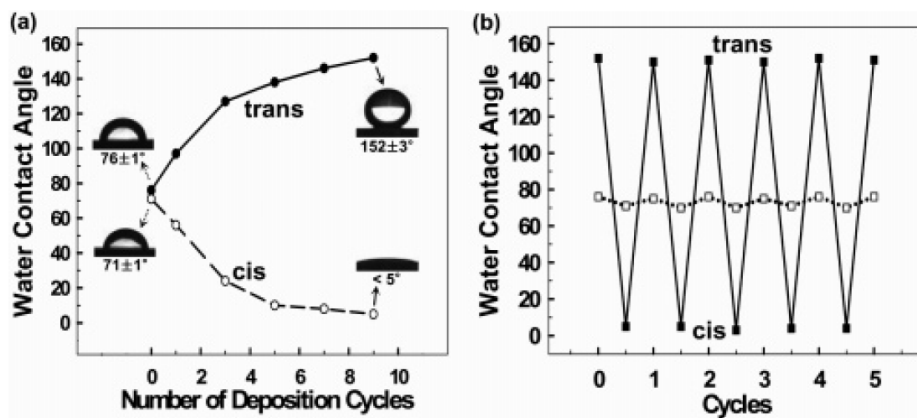 (a)
160
140
120
100
80
60
40
20
0
Water Contact Angle
trans
152±3°
76±1°
71±1°
cis
< 5°
0 2 4 6 8 10
Number of Deposition Cycles
(b)
160
140
120
100
80
60
40
20
0
Water Contact Angle
trans
cis
0 1 2 3 4 5
Cycles